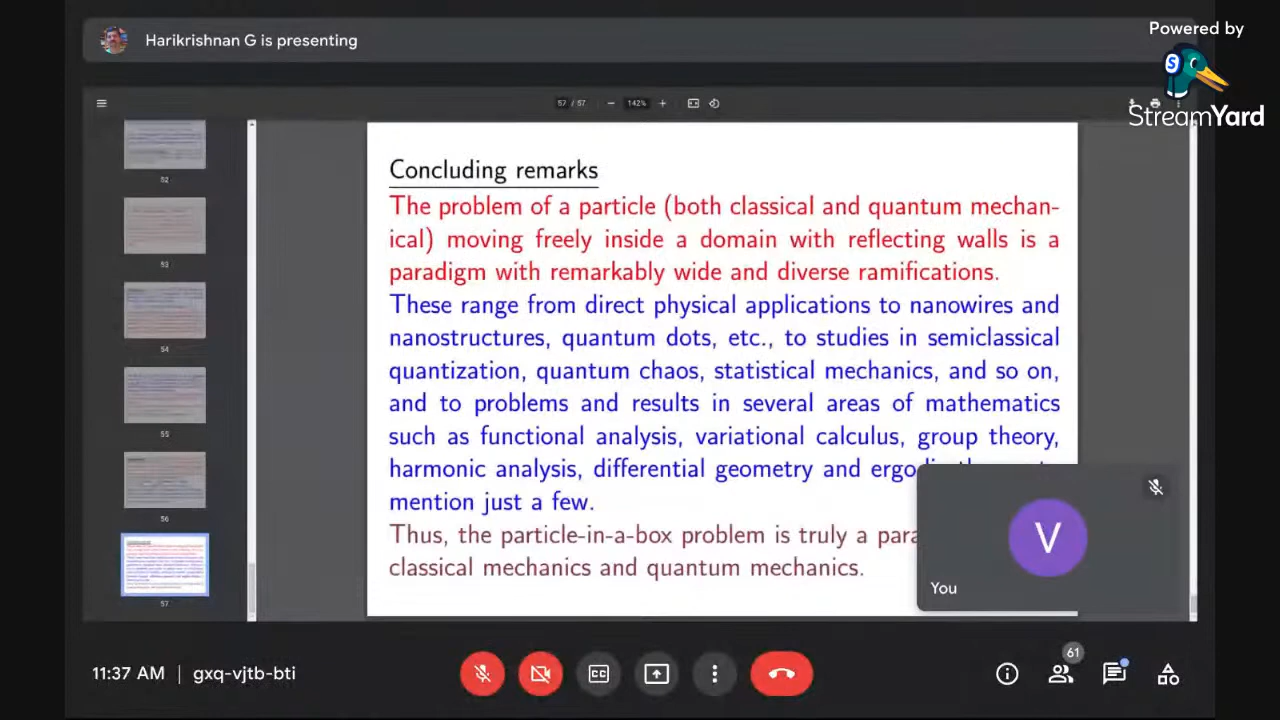 Harikrishnan G is presenting
Powered by
S
StreamYard
57 / 57
142%
52
53
54
55
56
57
Concluding remarks
The problem of a particle (both classical and quantum mechan-
ical) moving freely inside a domain with reflecting walls is a
paradigm with remarkably wide and diverse ramifications.
These range from direct physical applications to nanowires and
nanostructures, quantum dots, etc., to studies in semiclassical
quantization, quantum chaos, statistical mechanics, and so on,
and to problems and results in several areas of mathematics
such as functional analysis, variational calculus, group theory,
harmonic analysis, differential geometry and
mention just a few.
Thus, the particle-in-a-box problem is truly a
classical mechanics and quantum mechanics.
V
You
11:37 AM | gxq-vjtb-bti
CC
61